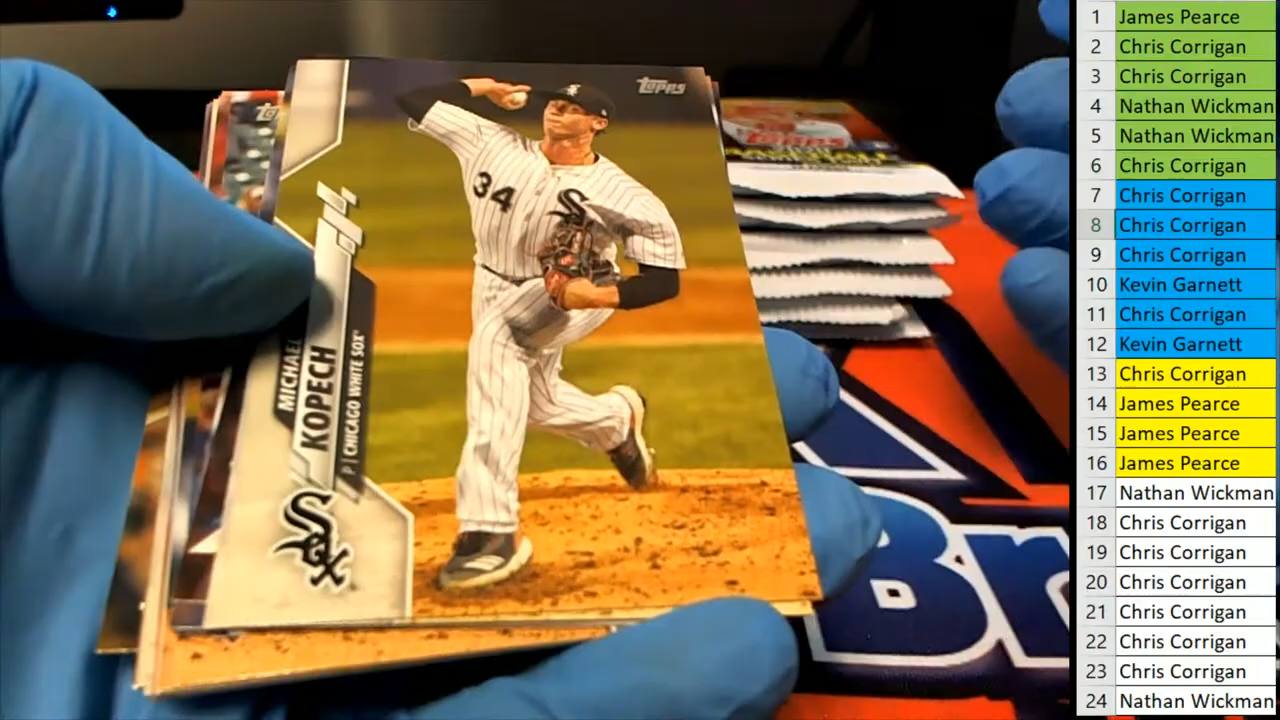 Topps
34
Sox
MICHAEL
KOPECH
P | CHICAGO WHITE SOX
SOX
Topps
Br
1 James Pearce
2 Chris Corrigan
3 Chris Corrigan
4 Nathan Wickman
5 Nathan Wickman
6 Chris Corrigan
7 Chris Corrigan
8 Chris Corrigan
9 Chris Corrigan
10 Kevin Garnett
11 Chris Corrigan
12 Kevin Garnett
13 Chris Corrigan
14 James Pearce
15 James Pearce
16 James Pearce
17 Nathan Wickman
18 Chris Corrigan
19 Chris Corrigan
20 Chris Corrigan
21 Chris Corrigan
22 Chris Corrigan
23 Chris Corrigan
24 Nathan Wickman